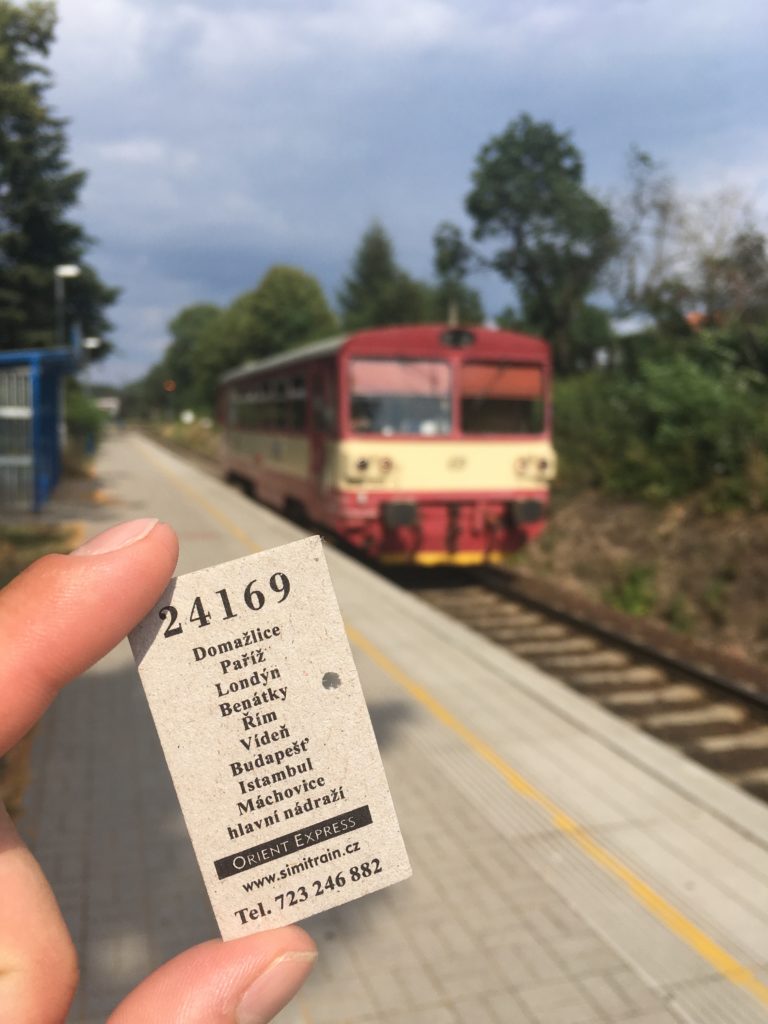 24169
Domažlice
Paříž
Londýn
Benátky
Řím
Vídeň
Budapešť
Istambul
Máchovice
hlavní nádraží
ORIENT EXPRESS
www.simitrain.cz
Tel. 723 246 882